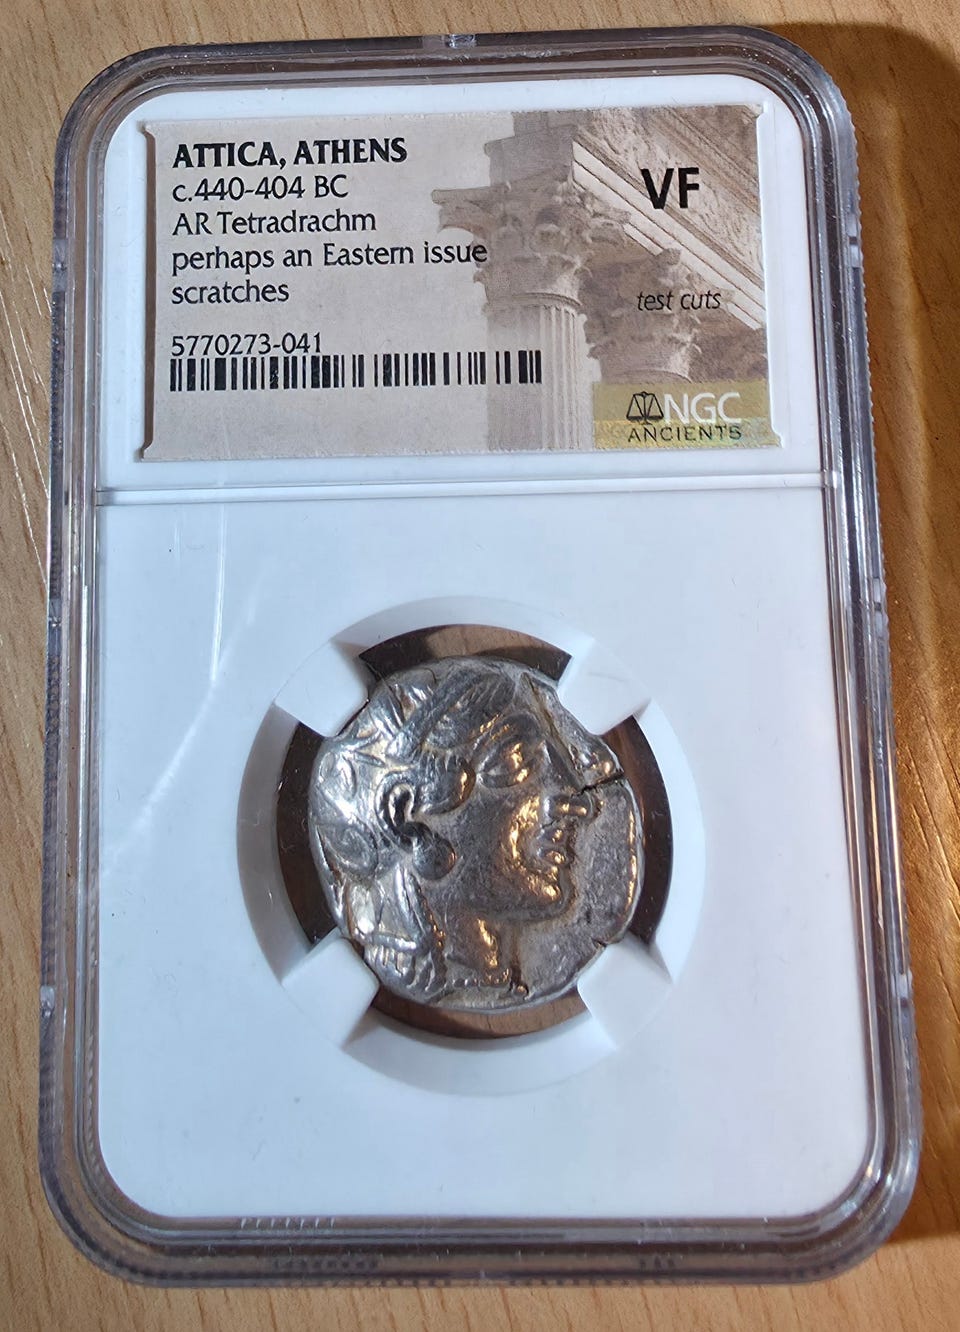 ATTICA, ATHENS
c.440-404 BC
AR Tetradrachm
perhaps an Eastern issue
scratches
5770273-041
VF
test cuts
NGC
ANCIENTS